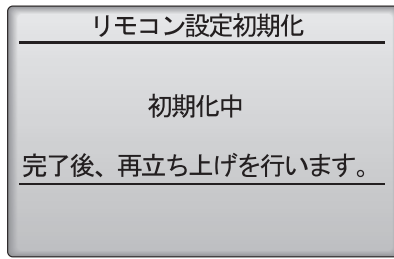 リモコン設定初期化
初期化中
完了後、再立ち上げを行います。